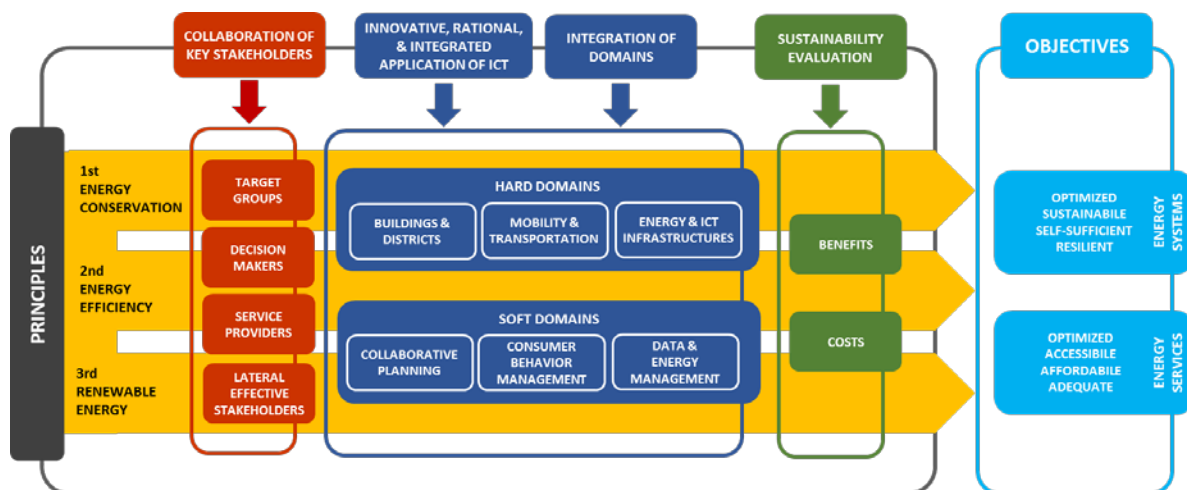 COLLABORATION OF
KEY STAKEHOLDERS
INNOVATIVE, RATIONAL,
& INTEGRATED
APPLICATION OF ICT
INTEGRATION OF
DOMAINS
SUSTAINABILITY
EVALUATION
OBJECTIVES
PRINCIPLES
1st
ENERGY
CONSERVATION
2nd
ENERGY
EFFICIENCY
3rd
RENEWABLE
ENERGY
TARGET
GROUPS
DECISION
MAKERS
SERVICE
PROVIDERS
LATERAL
EFFECTIVE
STAKEHOLDERS
HARD DOMAINS
BUILDINGS &
DISTRICTS
MOBILITY &
TRANSPORTATION
ENERGY & ICT
INFRASTRUCTURES
SOFT DOMAINS
COLLABORATIVE
PLANNING
CONSUMER
BEHAVIOR
MANAGEMENT
DATA &
ENERGY
MANAGEMENT
BENEFITS
COSTS
OPTIMIZED
SUSTAINABILE
SELF-SUFFICIENT
RESILIENT
ENERGY
SYSTEMS
OPTIMIZED
ACCESSIBILE
AFFORDABILE
ADEQUATE
ENERGY
SERVICES